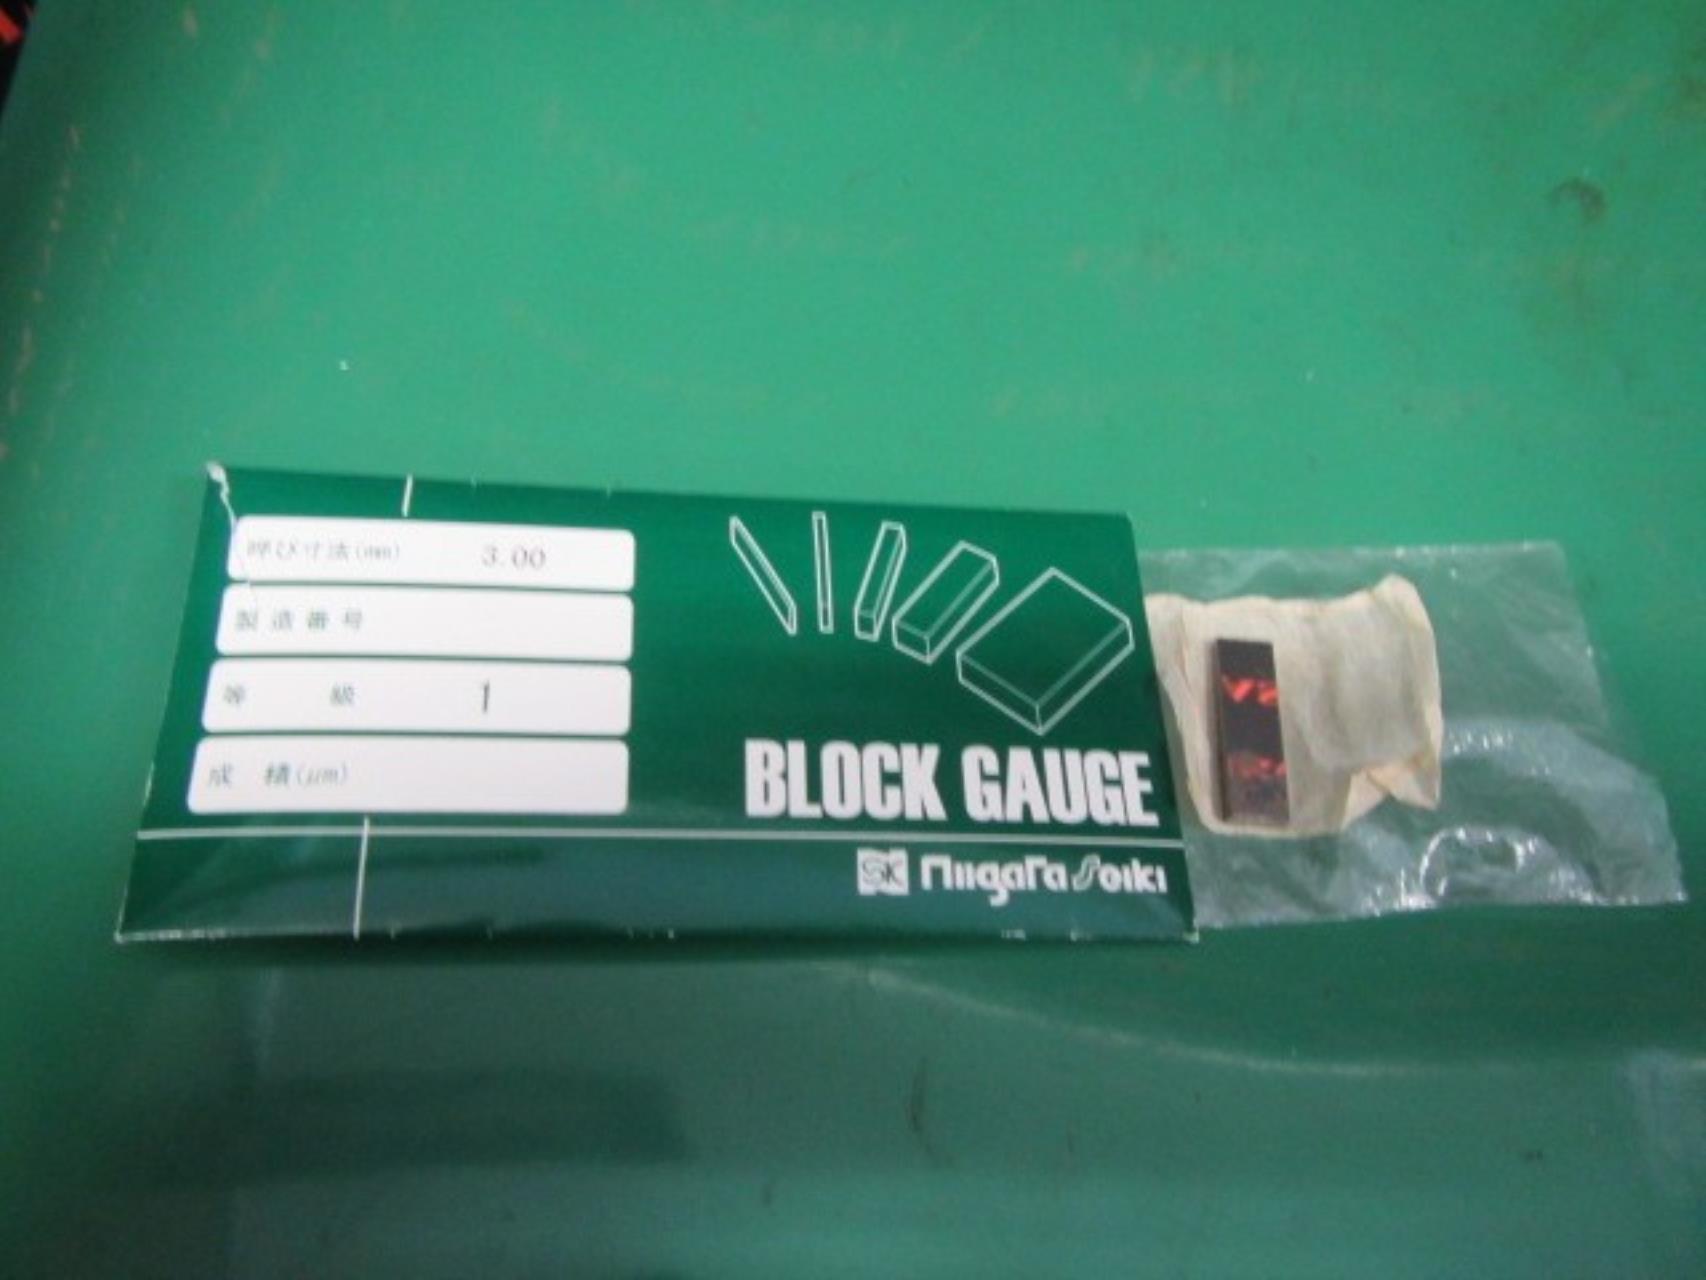 呼び寸法(mm) 3.00
製造番号
等 級 1
成 績(μm)
BLOCK GAUGE
SK Niigata Seiki